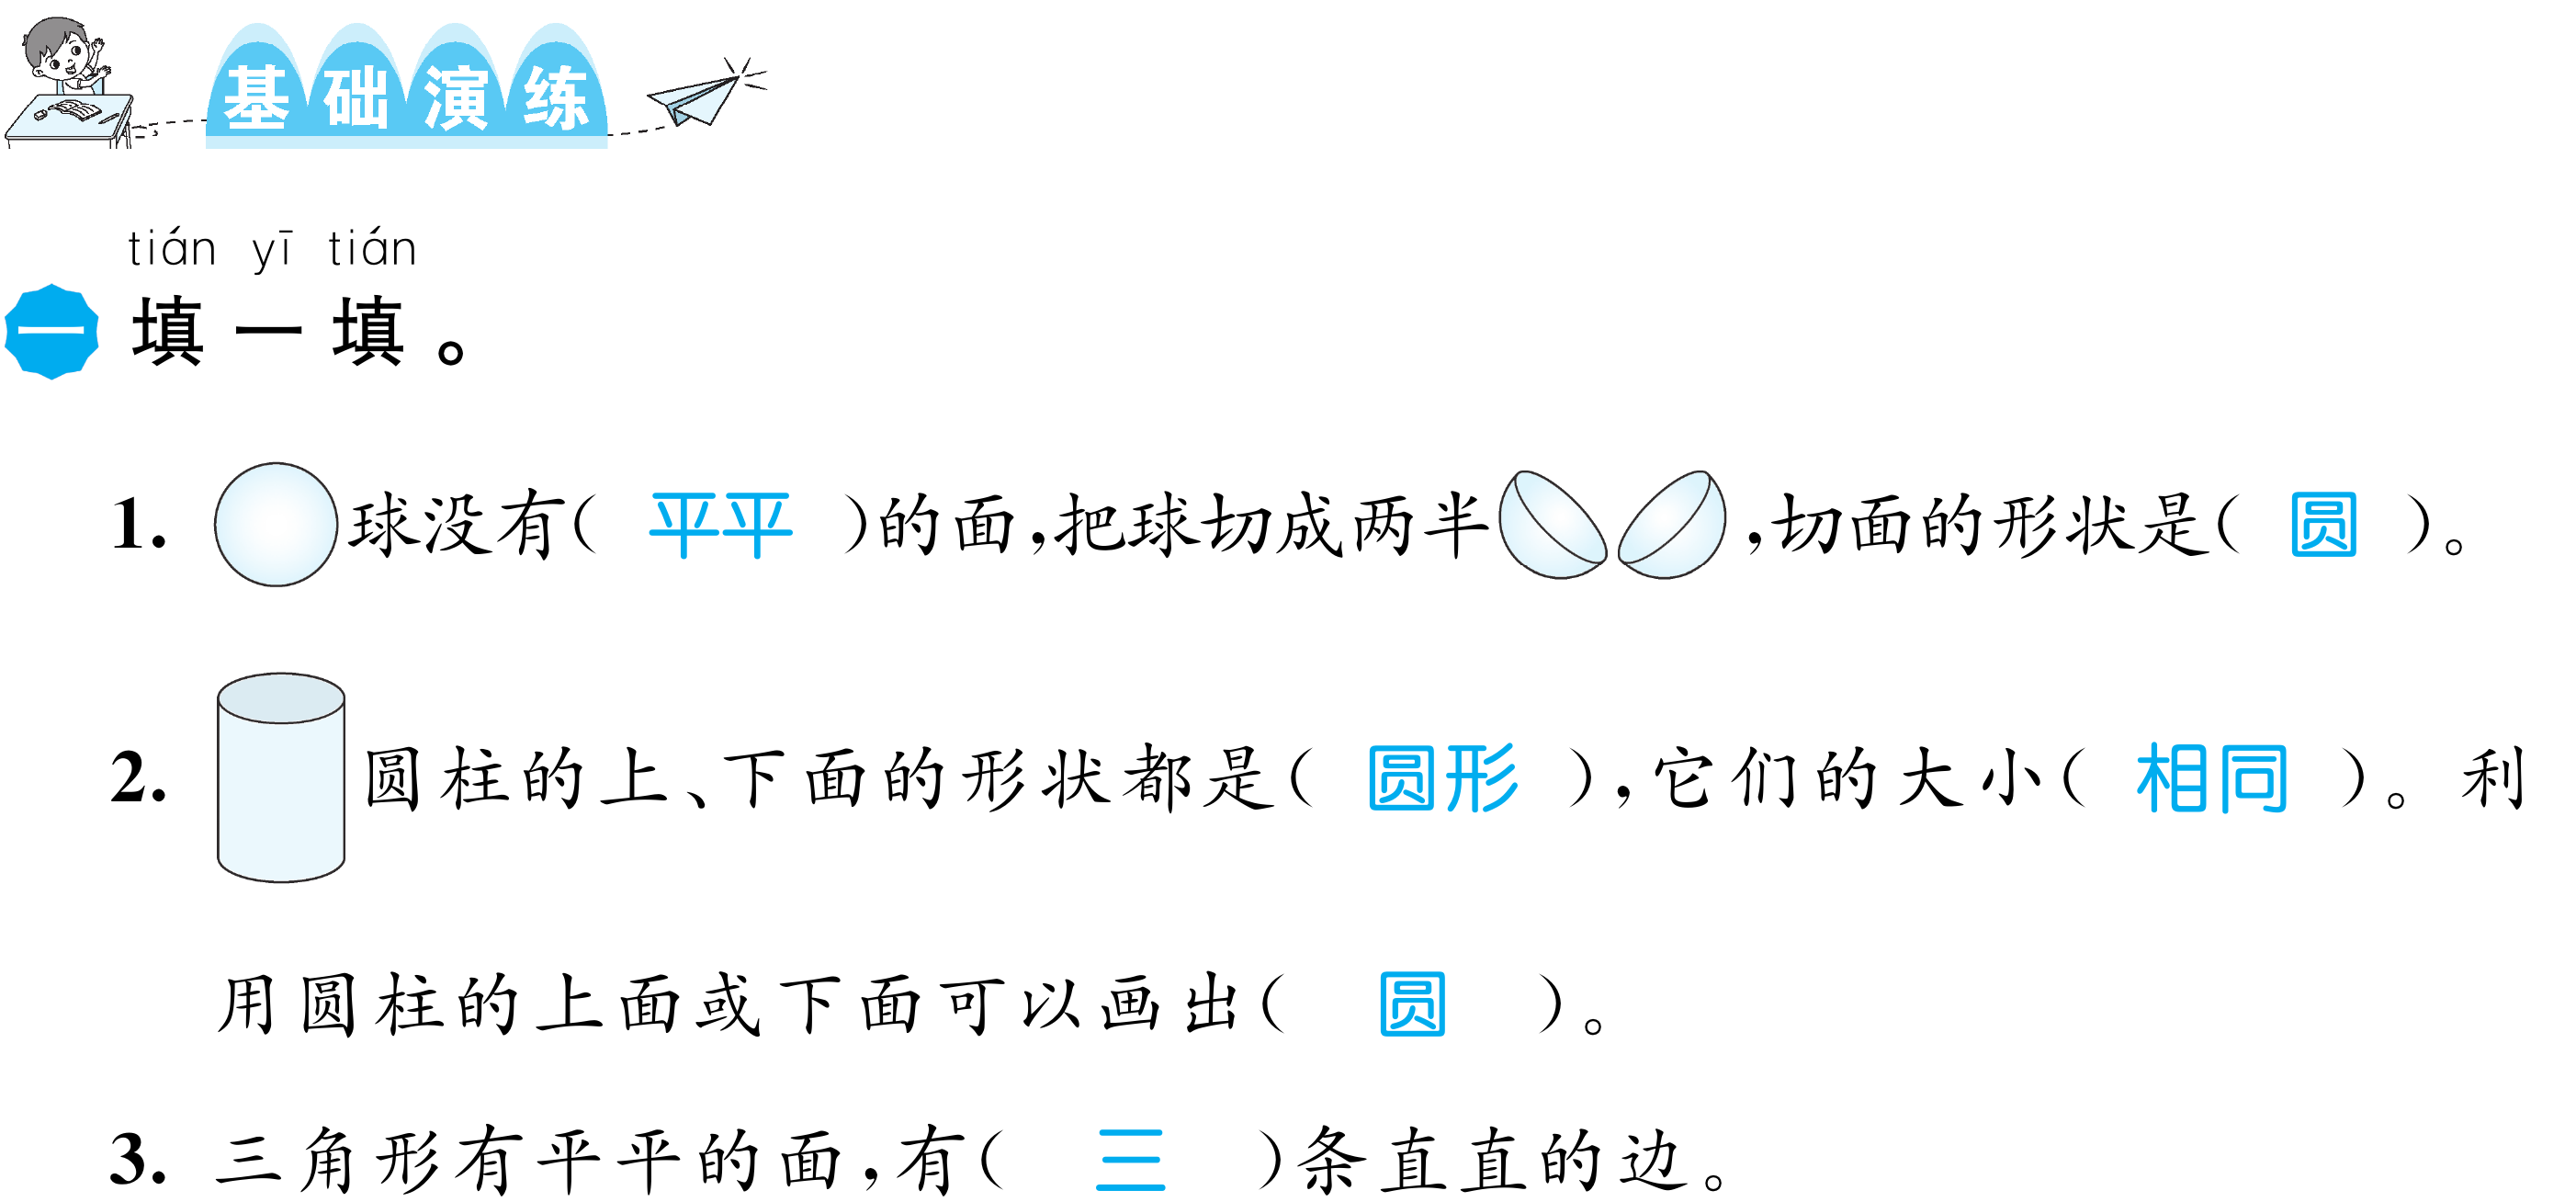 基础演练
tián yī tián
一 填一填。
1. 球没有( 平平 )的面,把球切成两半,切面的形状是( 圆 )。
2. 圆柱的上、下面的形状都是( 圆形 ),它们的大小( 相同 )。利
用圆柱的上面或下面可以画出( 圆 )。
3. 三角形有平平的面,有( 三 )条直直的边。